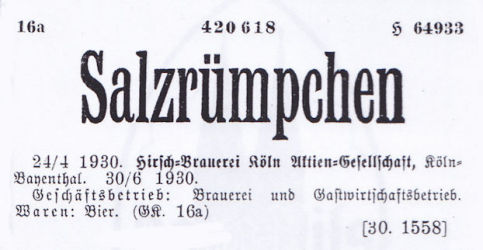 16a 420618 H 64933
Salzrümpchen
24/4 1930. Hirsch-Brauerei Köln Aktien-Gesellschaft, Köln-
Bayenthal. 30/6 1930.
Geschäftsbetrieb: Brauerei und Gastwirtschaftsbetrieb.
Waren: Bier. (GK. 16a)
[30. 1558]